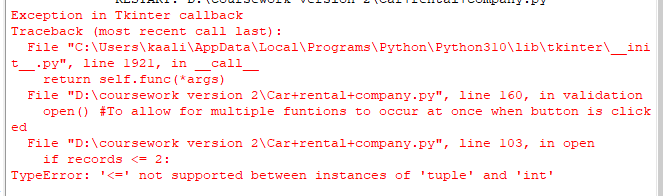 RESTART: D:\coursework version 2\Car+rental+company.py
Exception in Tkinter callback
Traceback (most recent call last):
  File "C:\Users\kaali\AppData\Local\Programs\Python\Python310\lib\tkinter\__ini
t__.py", line 1921, in __call__
    return self.func(*args)
  File "D:\coursework version 2\Car+rental+company.py", line 160, in validation
    open() #To allow for multiple funtions to occur at once when button is click
ed
  File "D:\coursework version 2\Car+rental+company.py", line 103, in open
    if records <= 2:
TypeError: '<=' not supported between instances of 'tuple' and 'int'